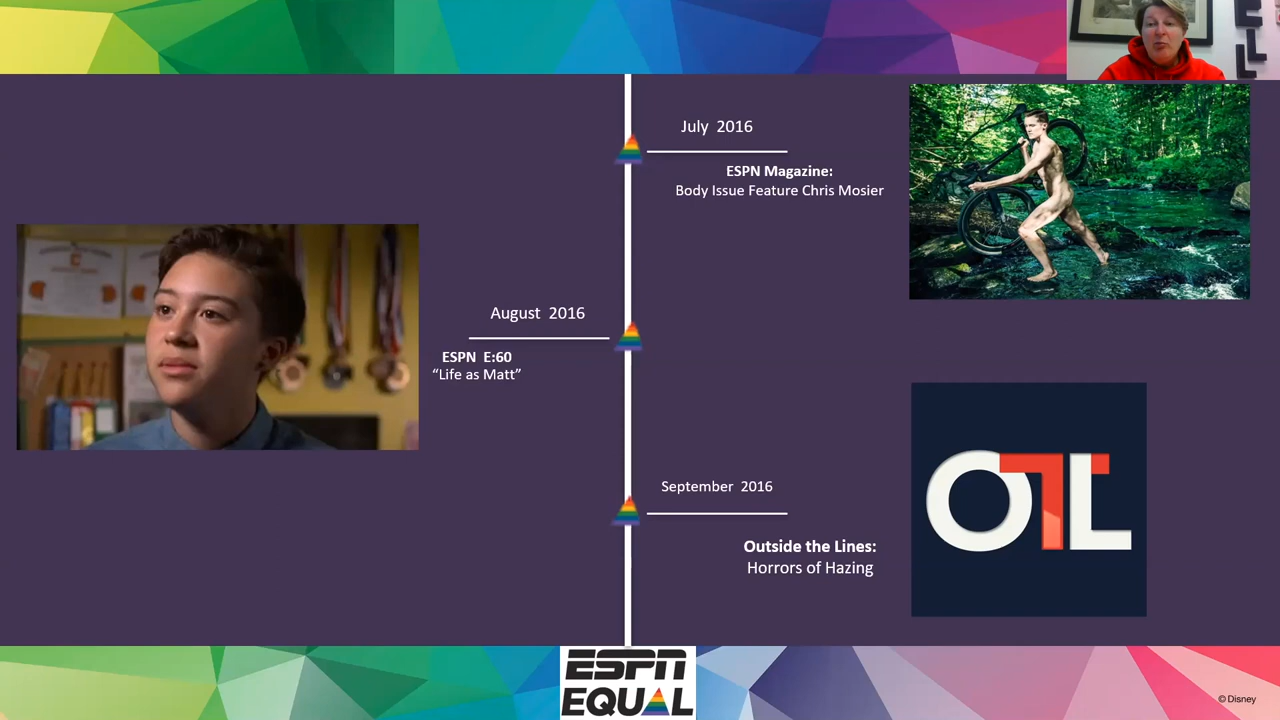 July 2016
ESPN Magazine:
Body Issue Feature Chris Mosier
August 2016
ESPN E:60
“Life as Matt”
September 2016
Outside the Lines:
Horrors of Hazing
OTL
ESPN
EQUAL
© Disney